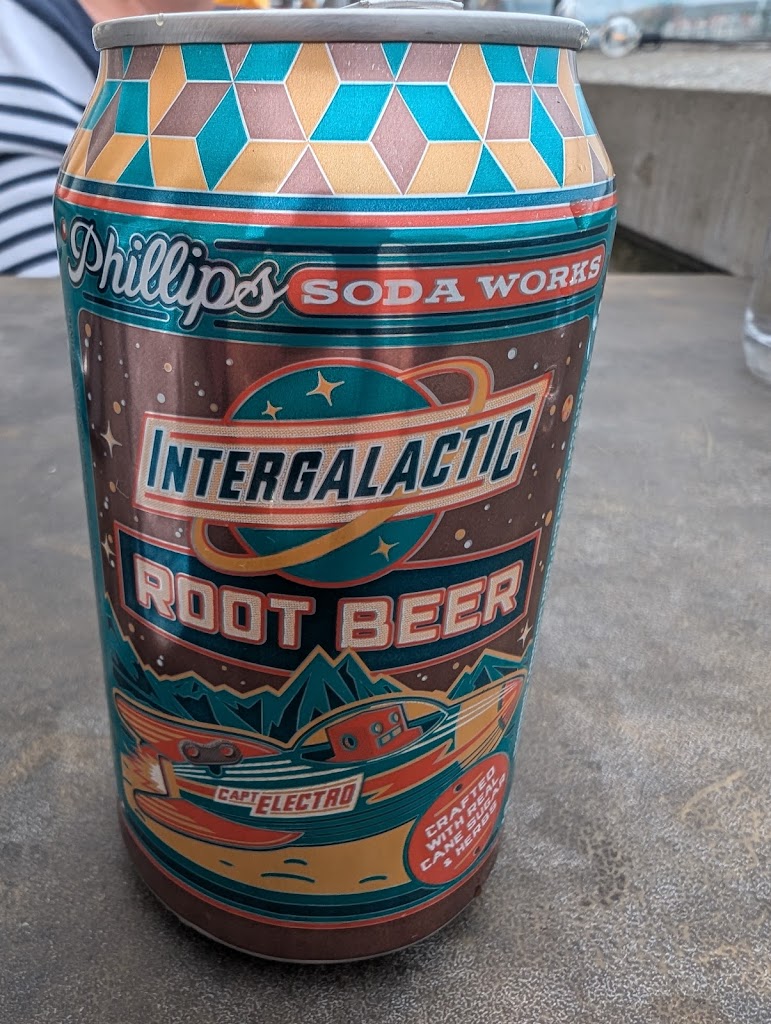 Phillips SODA WORKS
INTERGALACTIC
ROOT BEER
CAPT ELECTRO
CRAFTED
WITH REAL
CANE SUGAR
& HERBS